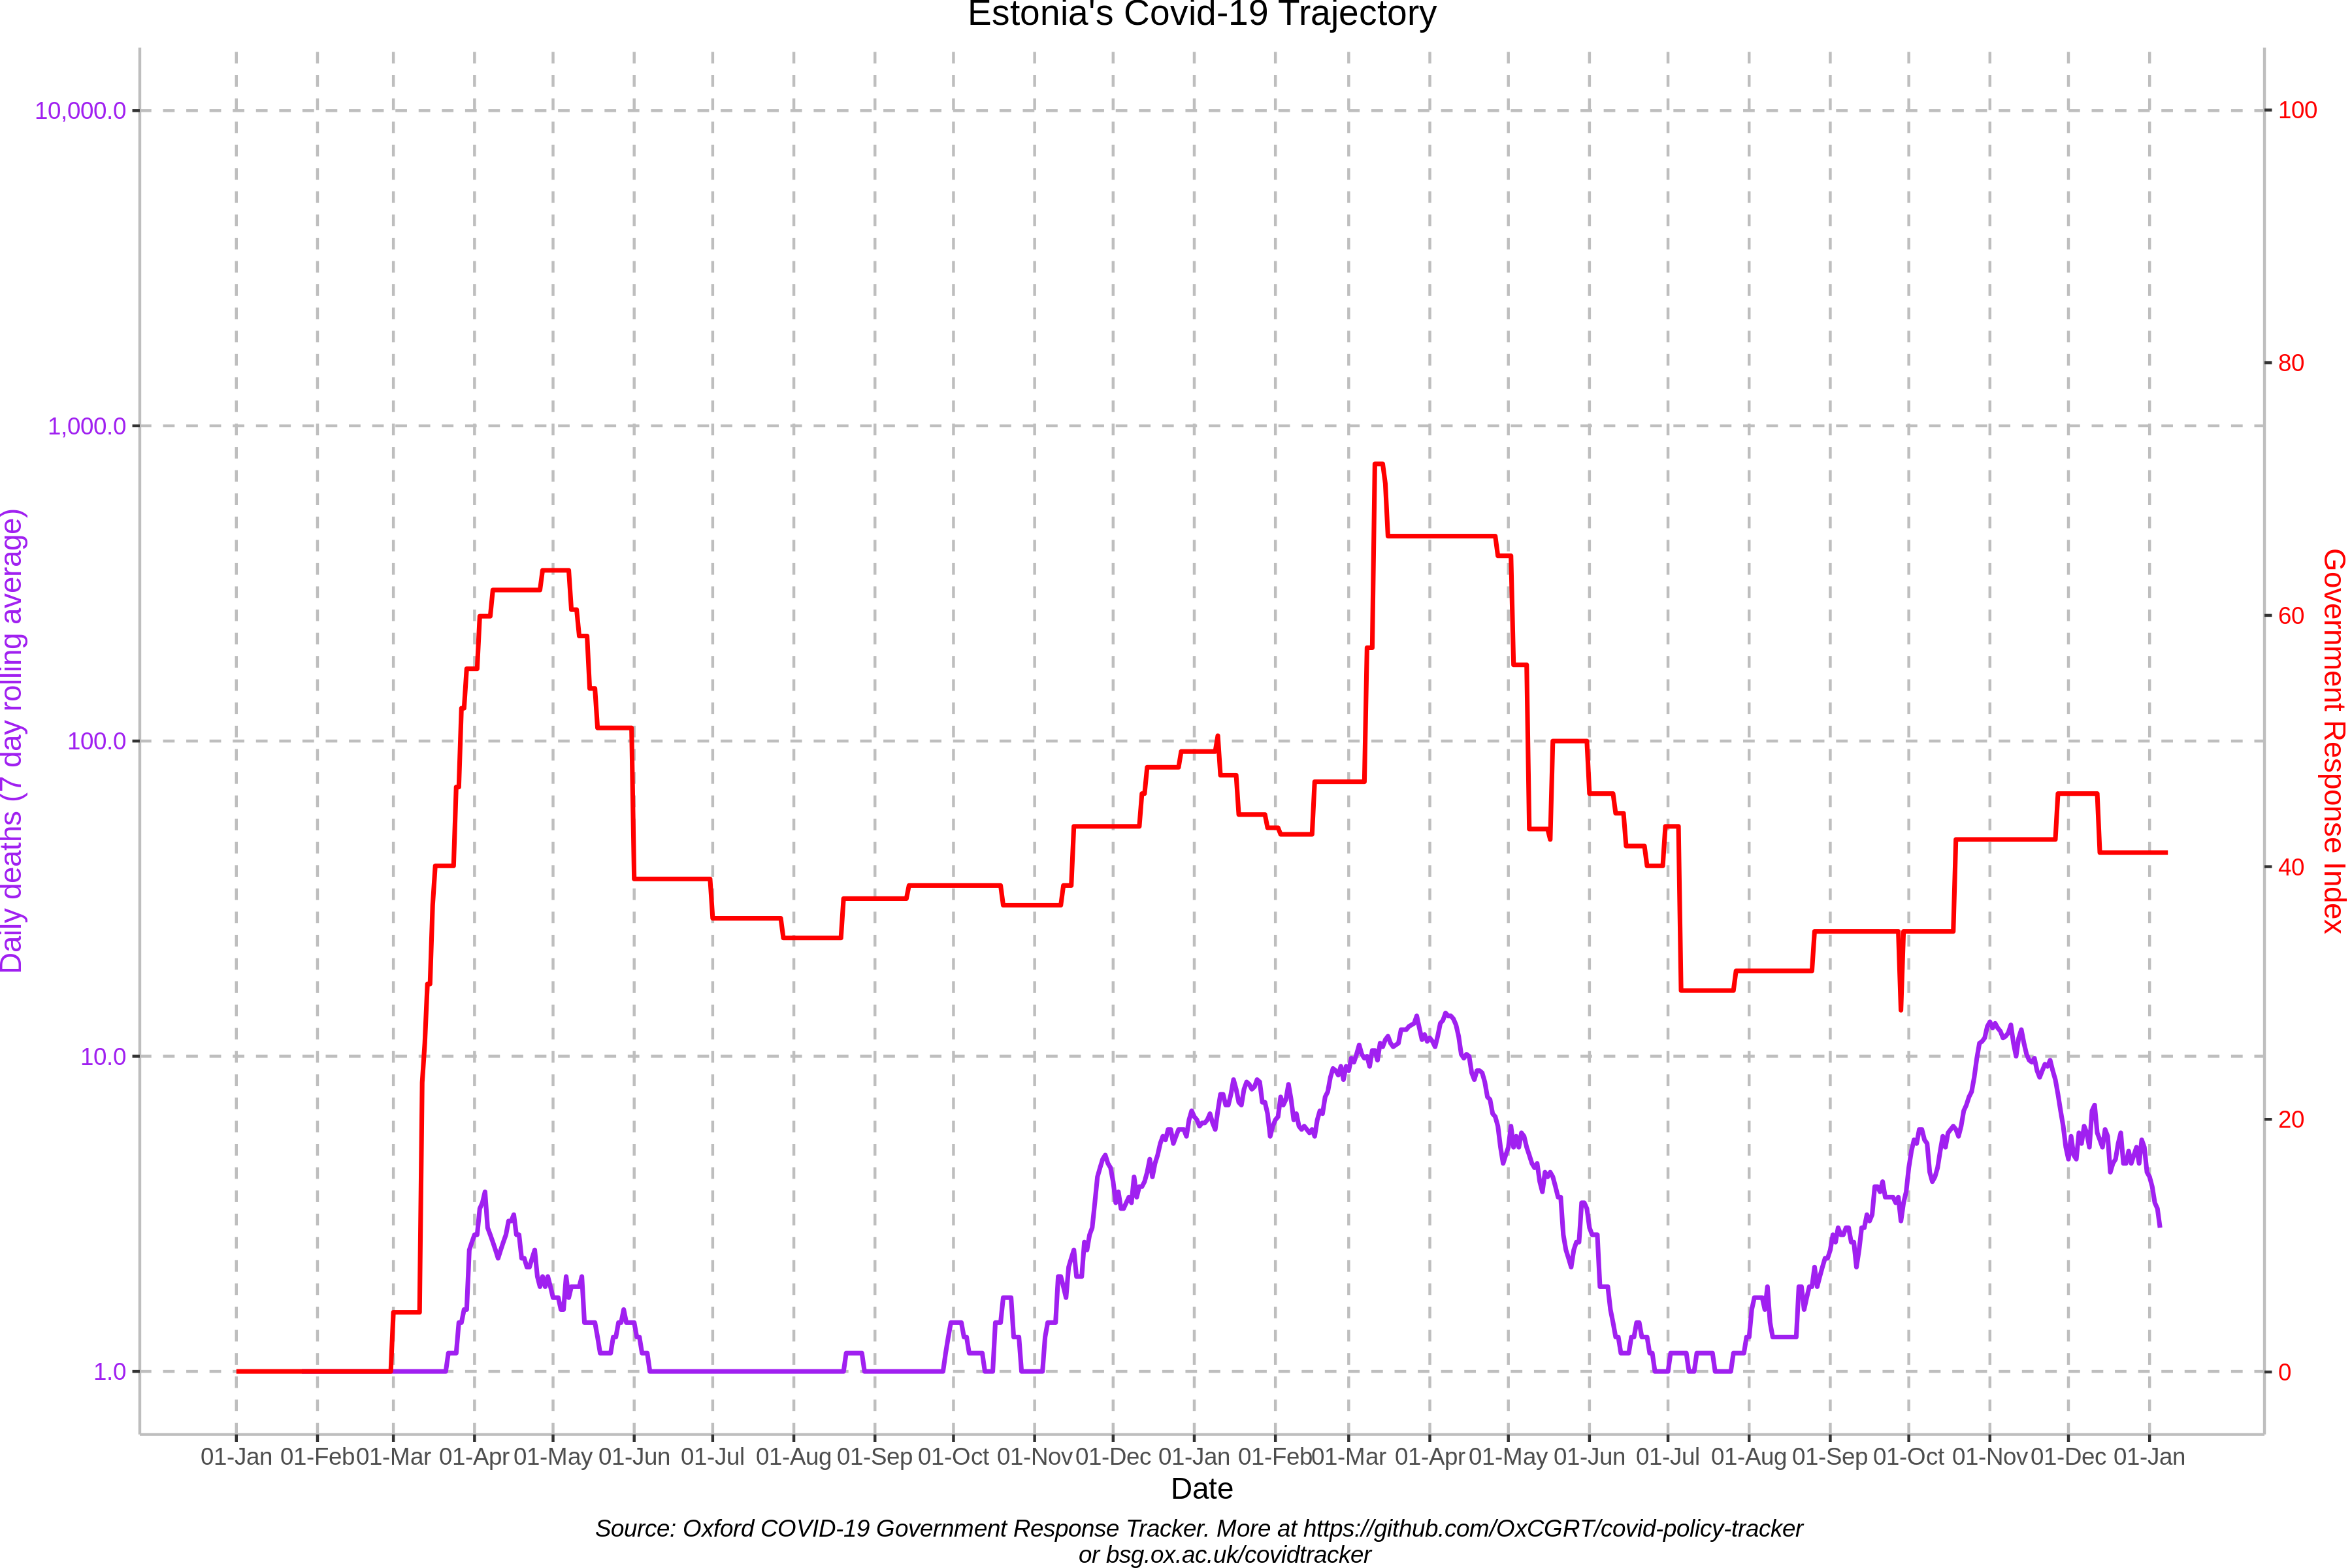 Estonia's Covid-19 Trajectory
10,000.0
1,000.0
100.0
10.0
1.0
Daily deaths (7 day rolling average)
100
80
60
40
20
0
Government Response Index
01-Jan 01-Feb 01-Mar 01-Apr 01-May 01-Jun 01-Jul 01-Aug 01-Sep 01-Oct 01-Nov 01-Dec 01-Jan 01-Feb 01-Mar 01-Apr 01-May 01-Jun 01-Jul 01-Aug 01-Sep 01-Oct 01-Nov 01-Dec 01-Jan
Date
Source: Oxford COVID-19 Government Response Tracker. More at https://github.com/OxCGRT/covid-policy-tracker
or bsg.ox.ac.uk/covidtracker